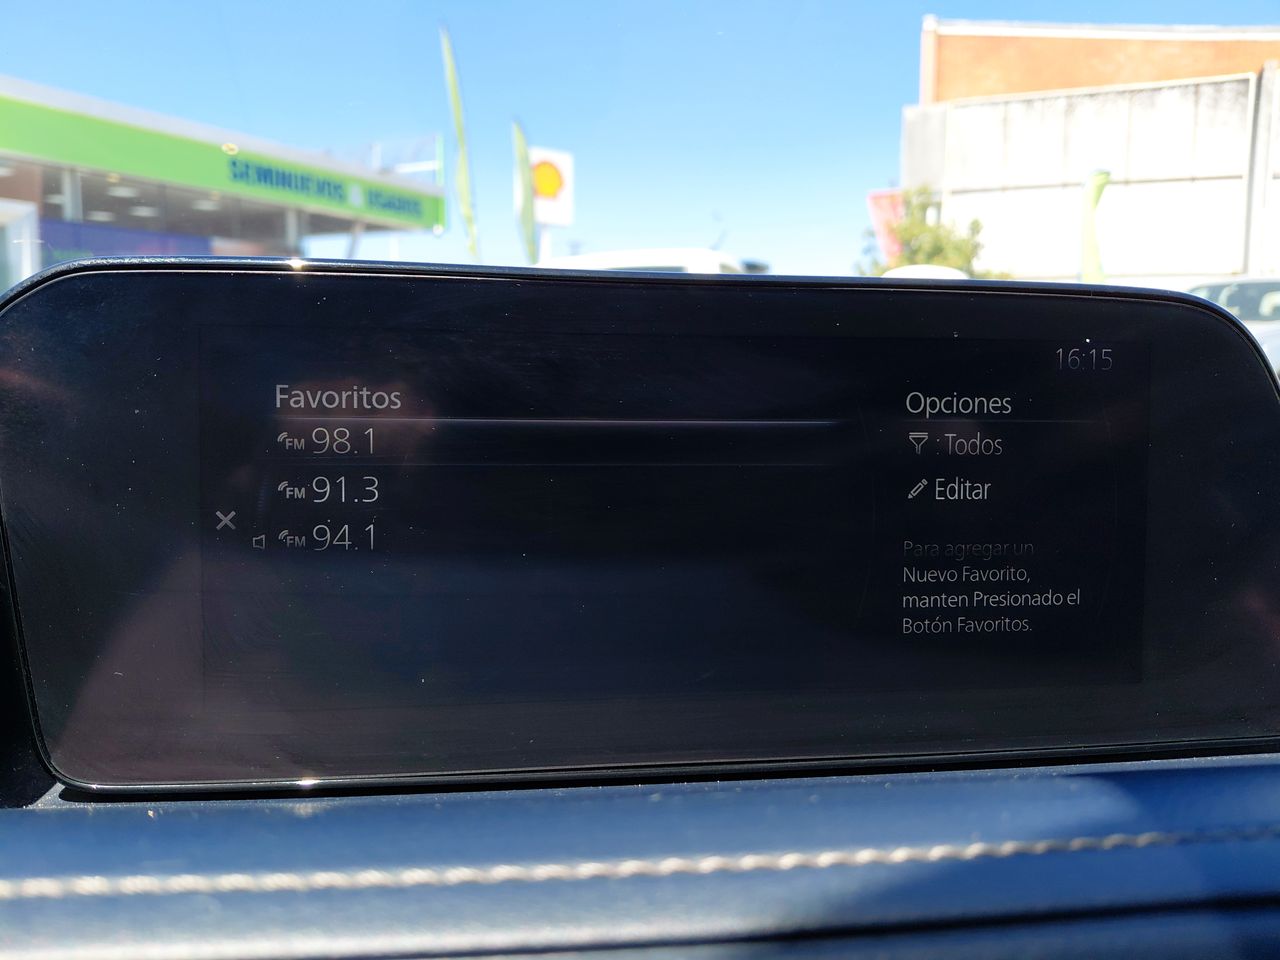 SEMINUEVOS & USADOS
16:15
Favoritos
FM 98.1
FM 91.3
FM 94.1
Opciones
: Todos
Editar
Para agregar un
Nuevo Favorito,
manten Presionado el
Botón Favoritos.